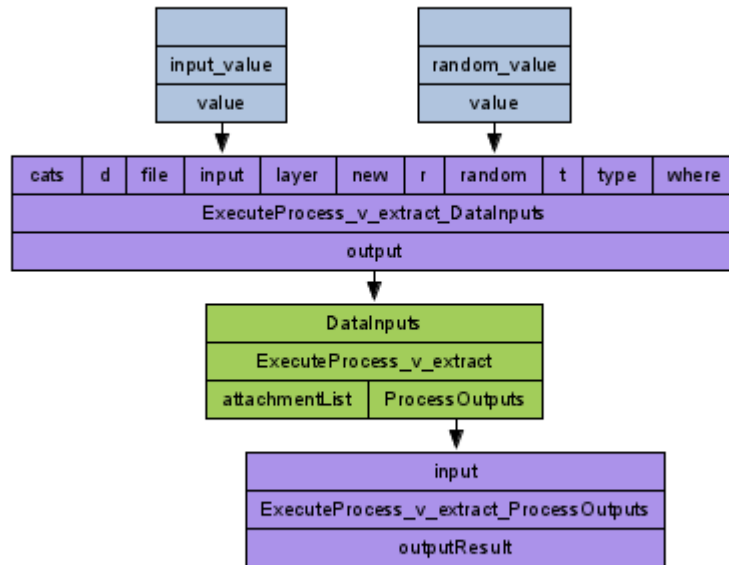 input_value random_value
value value
cats d file input layer new r random t type where
ExecuteProcess_v_extract_DataInputs
output
DataInputs
ExecuteProcess_v_extract
attachmentList ProcessOutputs
input
ExecuteProcess_v_extract_ProcessOutputs
outputResult